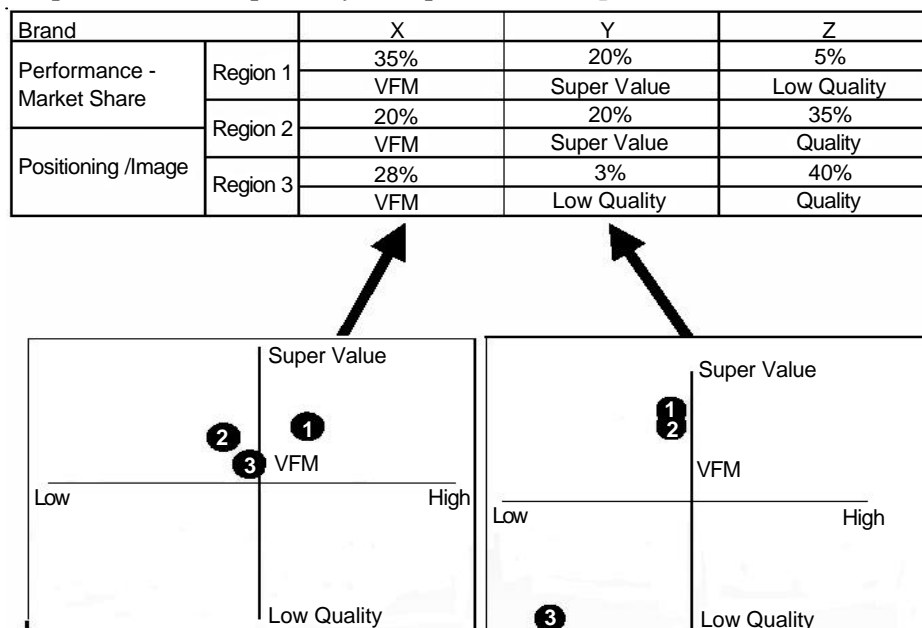 Brand X Y Z
Performance - Market Share Region 1 35% 20% 5%
VFM Super Value Low Quality
Region 2 20% 20% 35%
VFM Super Value Quality
Positioning /Image Region 3 28% 3% 40%
VFM Low Quality Quality
Super Value
1
2
3 VFM
Low High
Low Quality
Super Value
1
2
VFM
Low High
3 Low Quality